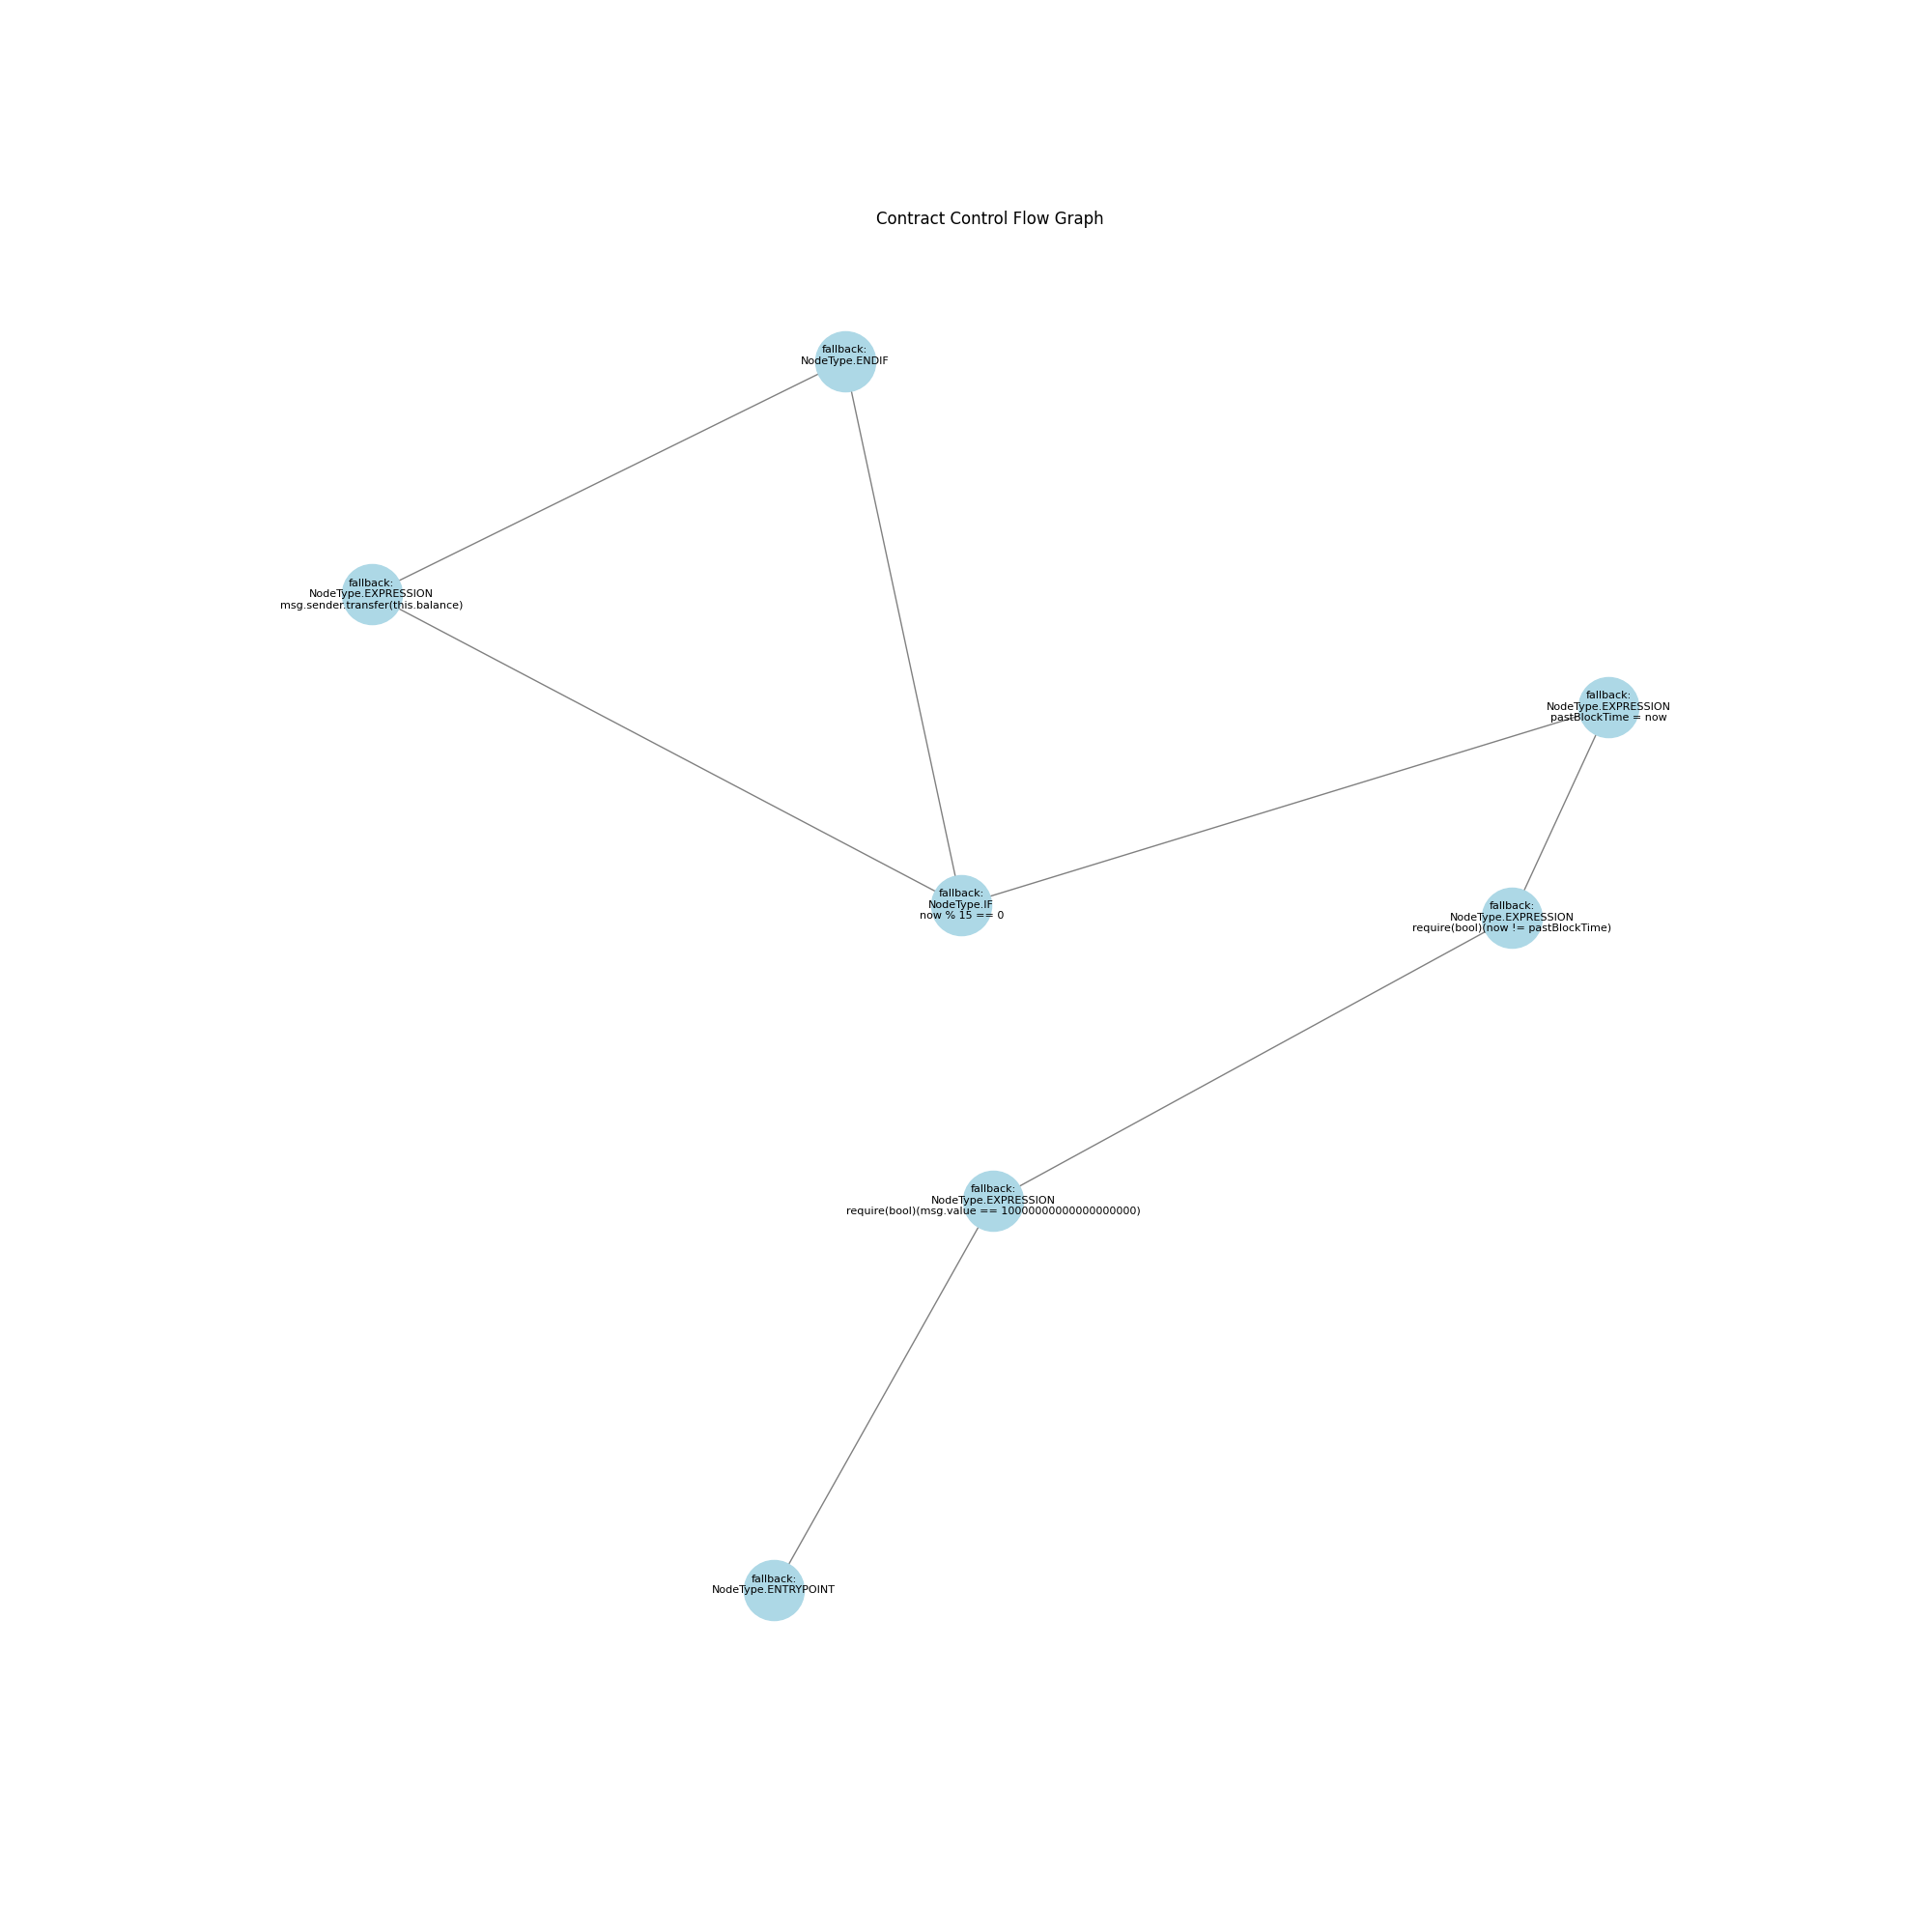 Contract Control Flow Graph
fallback:
NodeType.ENDIF
fallback:
NodeType.EXPRESSION
msg.sender.transfer(this.balance)
fallback:
NodeType.EXPRESSION
pastBlockTime = now
fallback:
NodeType.IF
now % 15 == 0
fallback:
NodeType.EXPRESSION
require(bool)(now != pastBlockTime)
fallback:
NodeType.EXPRESSION
require(bool)(msg.value == 10000000000000000000)
fallback:
NodeType.ENTRYPOINT